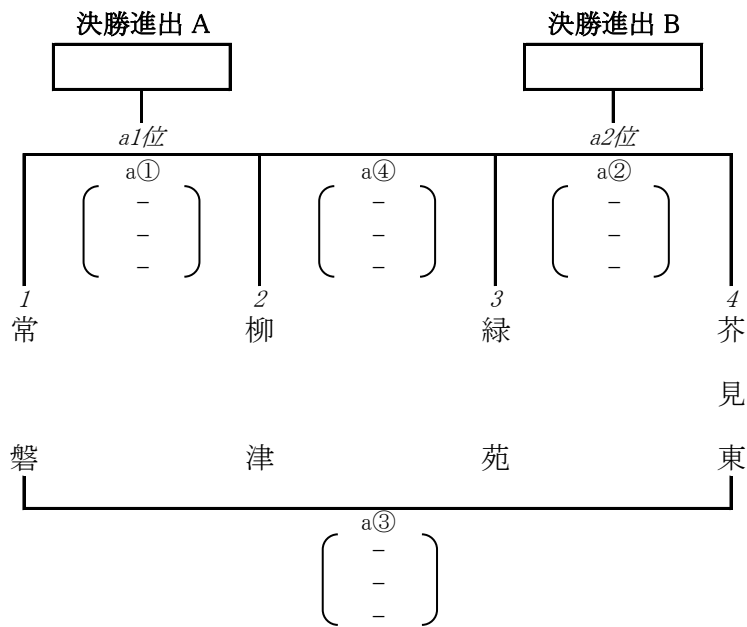 決勝進出 A
決勝進出 B
a1位
a2位
a①
a④
a②
－ － －
－ － －
－ － －
1 2 3 4
常磐
柳津
緑苑
芥見東
a③
－
－
－